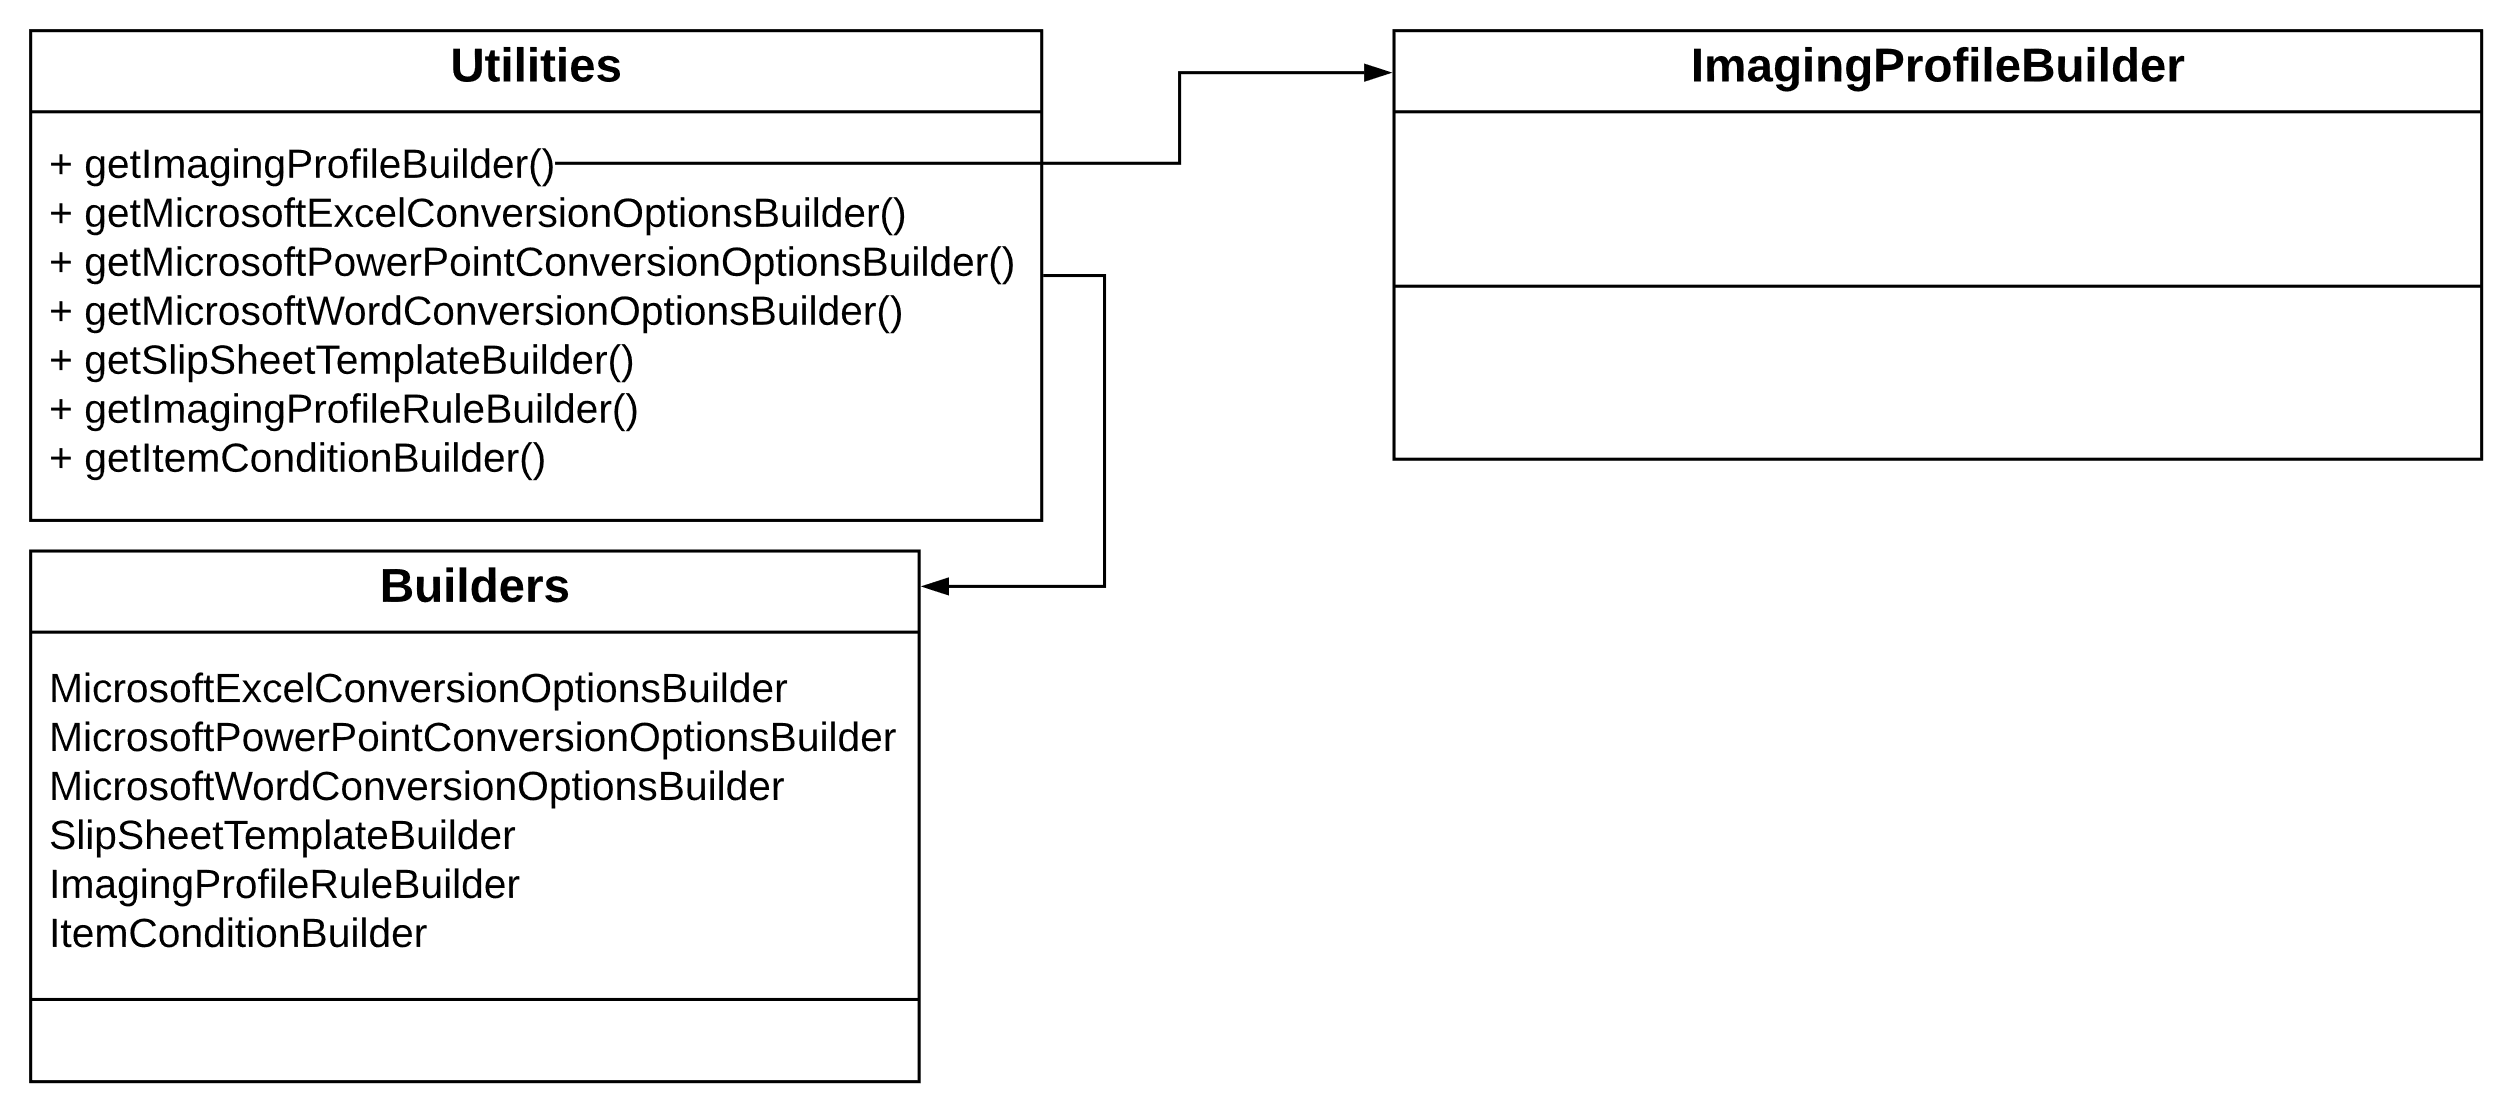 Utilities
+ getImagingProfileBuilder()
+ getMicrosoftExcelConversionOptionsBuilder()
+ getMicrosoftPowerPointConversionOptionsBuilder()
+ getMicrosoftWordConversionOptionsBuilder()
+ getSlipSheetTemplateBuilder()
+ getImagingProfileRuleBuilder()
+ getItemConditionBuilder()
ImagingProfileBuilder
Builders
MicrosoftExcelConversionOptionsBuilder
MicrosoftPowerPointConversionOptionsBuilder
MicrosoftWordConversionOptionsBuilder
SlipSheetTemplateBuilder
ImagingProfileRuleBuilder
ItemConditionBuilder